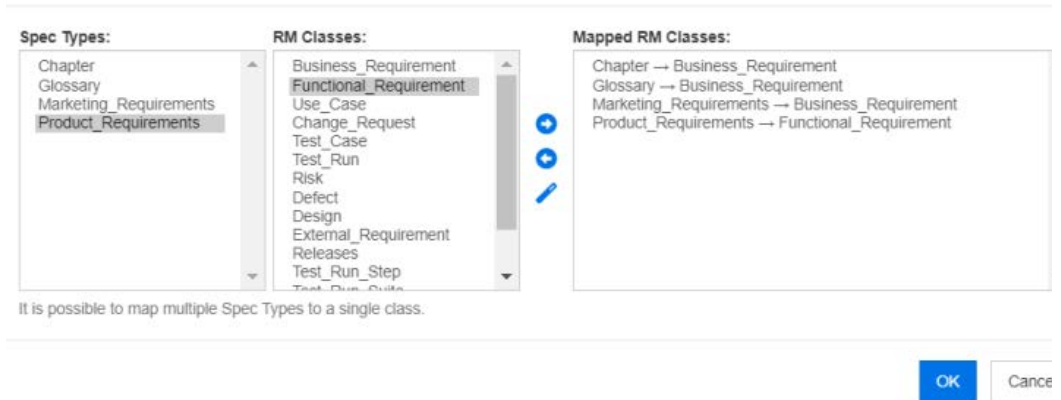 Spec Types:
Chapter
Glossary
Marketing_Requirements
Product_Requirements
RM Classes:
Business_Requirement
Functional_Requirement
Use_Case
Change_Request
Test_Case
Test_Run
Risk
Defect
Design
External_Requirement
Releases
Test_Run_Step
Test_Run_Suite
Mapped RM Classes:
Chapter → Business_Requirement
Glossary → Business_Requirement
Marketing_Requirements → Business_Requirement
Product_Requirements → Functional_Requirement
It is possible to map multiple Spec Types to a single class.
OK
Cance